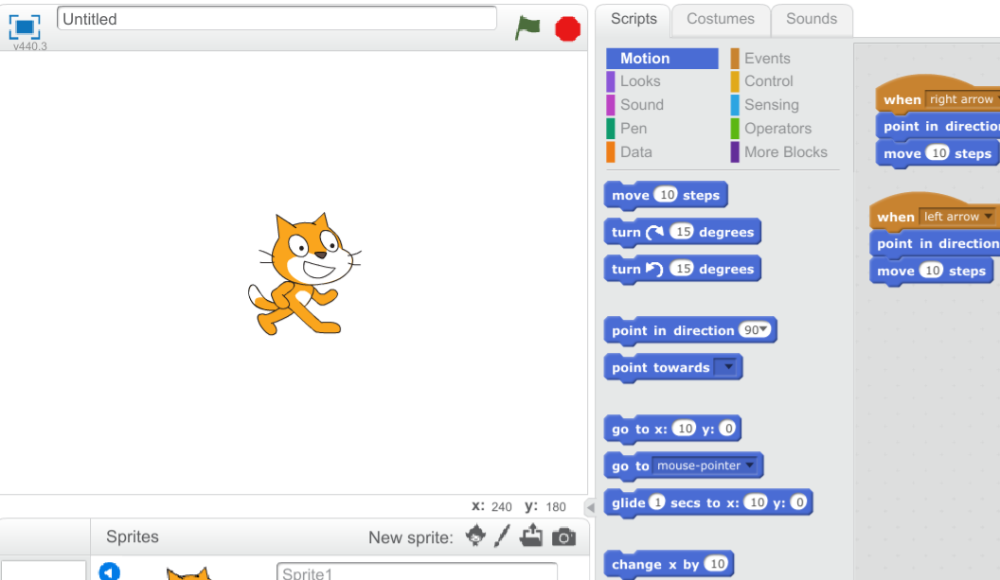 Untitled
v440.3
Scripts
Costumes
Sounds
Motion
Events
Looks
Control
Sound
Sensing
Pen
Operators
Data
More Blocks
move 10 steps
turn 15 degrees
turn 15 degrees
point in direction 90
point towards
go to x: 10 y: 0
go to mouse-pointer
glide 1 secs to x: 10 y: 0
change x by 10
when right arrow
point in
move 10 steps
when left arrow
point in direction
move 10 steps
x: 240 y: 180
Sprites
New sprite:
Sprite1